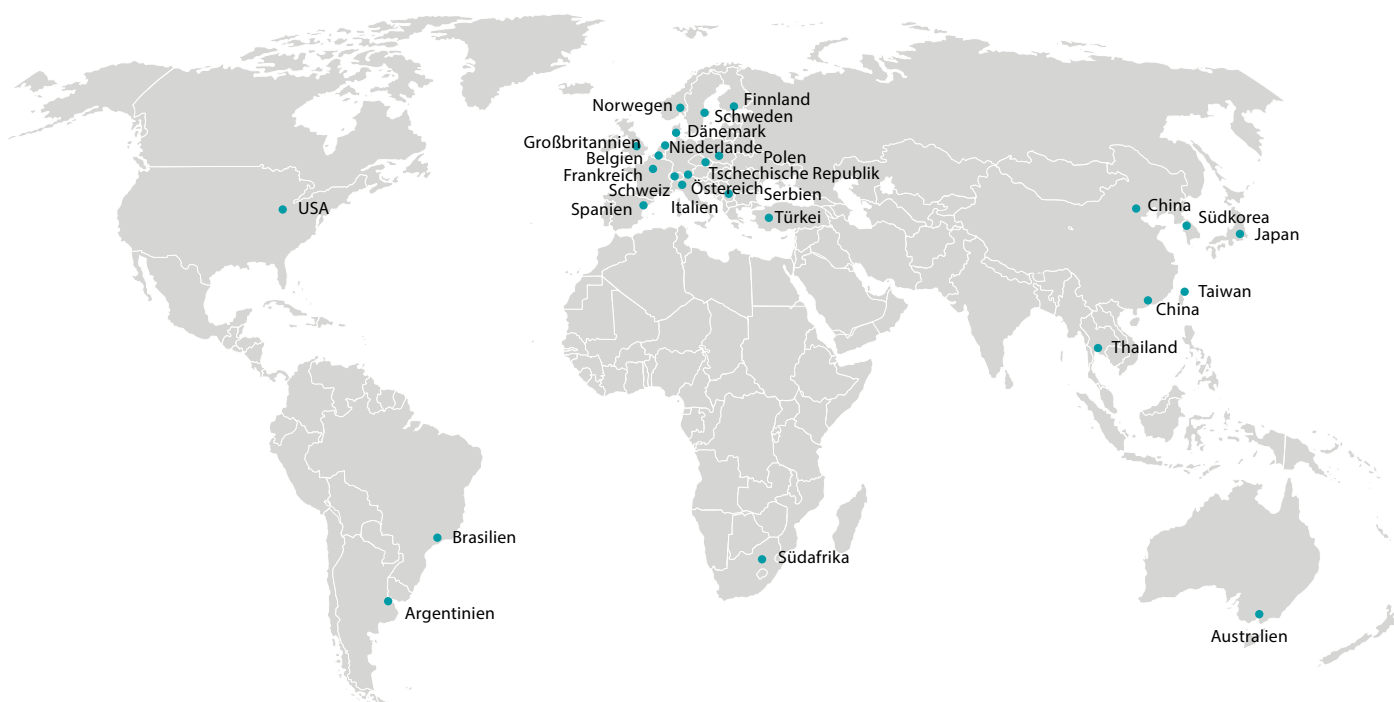 Norwegen
Finnland
Schweden
Dänemark
Großbritannien
Niederlande
Belgien
Polen
Frankreich
Tschechische Republik
Schweiz
Östereich
Serbien
Spanien
Italien
Türkei
USA
China
Südkorea
Japan
Taiwan
China
Thailand
Brasilien
Südafrika
Argentinien
Australien